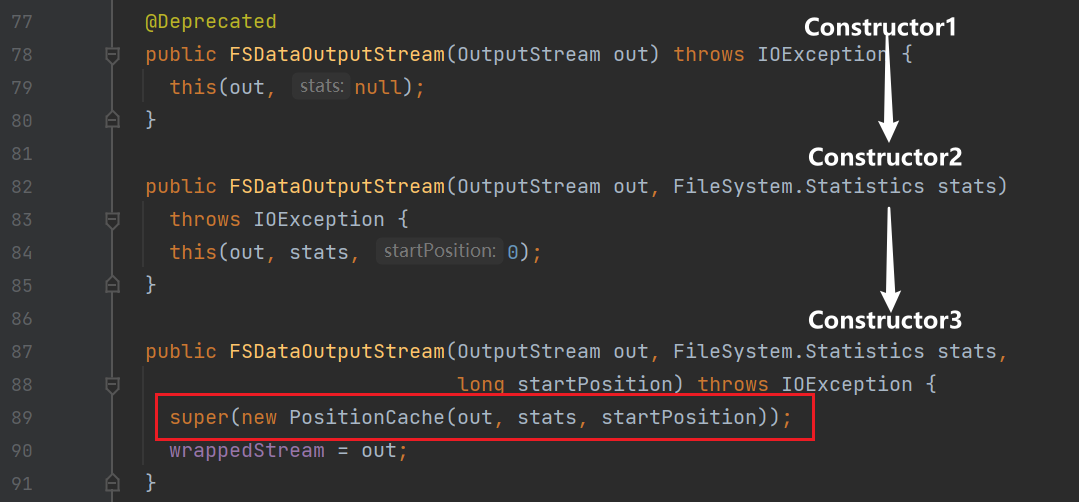 77 @Deprecated
Constructor1
78 public FSDataOutputStream(OutputStream out) throws IOException {
79 this(out, stats: null);
80 }
81
Constructor2
82 public FSDataOutputStream(OutputStream out, FileSystem.Statistics stats)
83 throws IOException {
84 this(out, stats, startPosition: 0);
85 }
86
Constructor3
87 public FSDataOutputStream(OutputStream out, FileSystem.Statistics stats,
88 long startPosition) throws IOException {
89 super(new PositionCache(out, stats, startPosition));
90 wrappedStream = out;
91 }